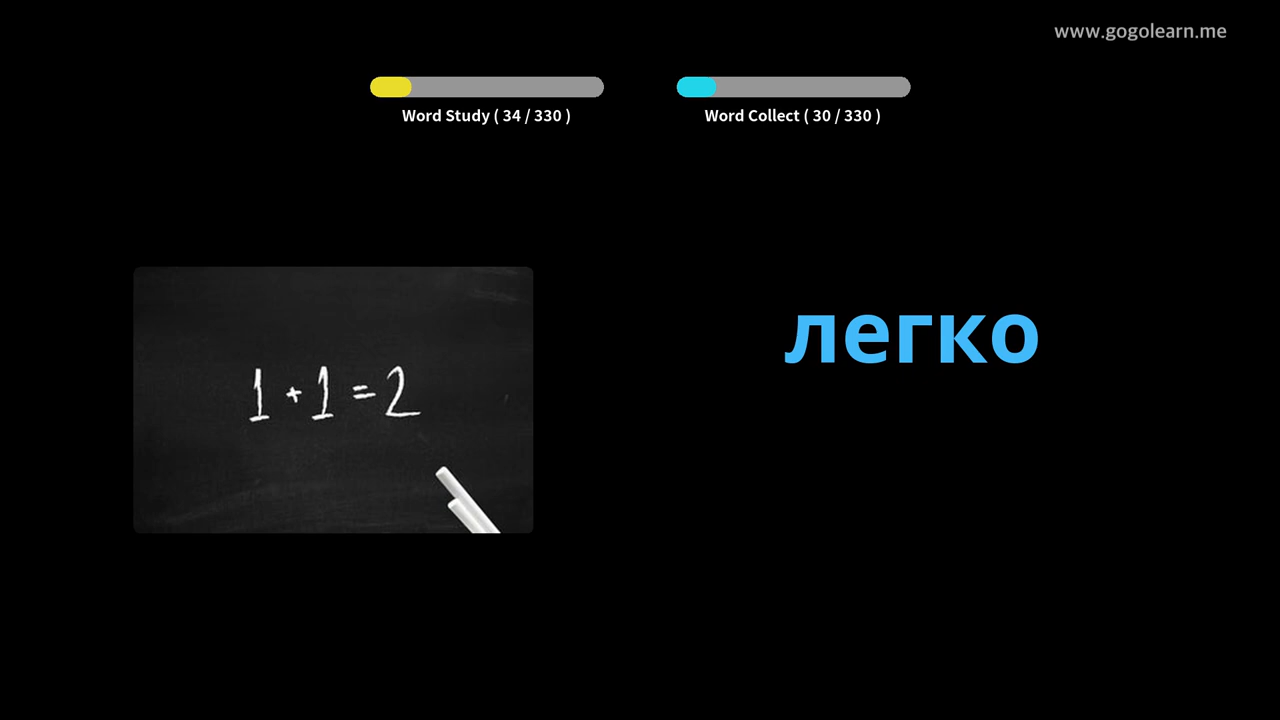 www.gogolearn.me
Word Study ( 34 / 330 )
Word Collect ( 30 / 330 )
легко
1 + 1 = 2